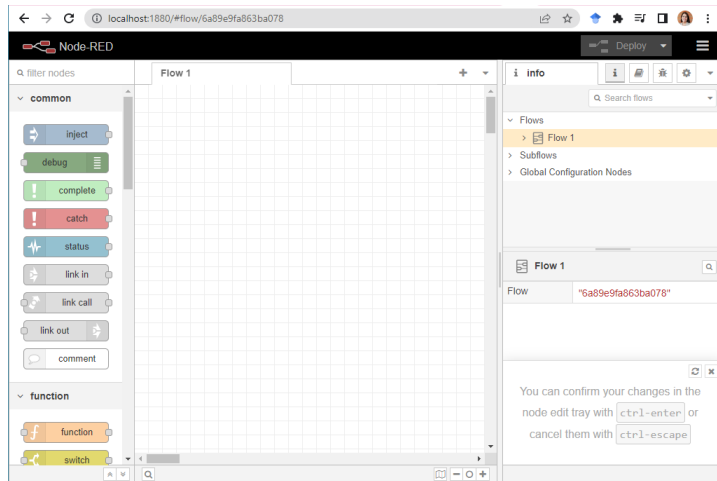 localhost:1880/#flow/6a89e9fa863ba078
Node-RED
Deploy
filter nodes
Flow 1
i info
i
common
Search flows
inject
debug
complete
catch
status
link in
link call
link out
comment
function
function
switch
Flows
Flow 1
Subflows
Global Configuration Nodes
Flow 1
Flow "6a89e9fa863ba078"
You can confirm your changes in the
node edit tray with ctrl-enter or
cancel them with ctrl-escape